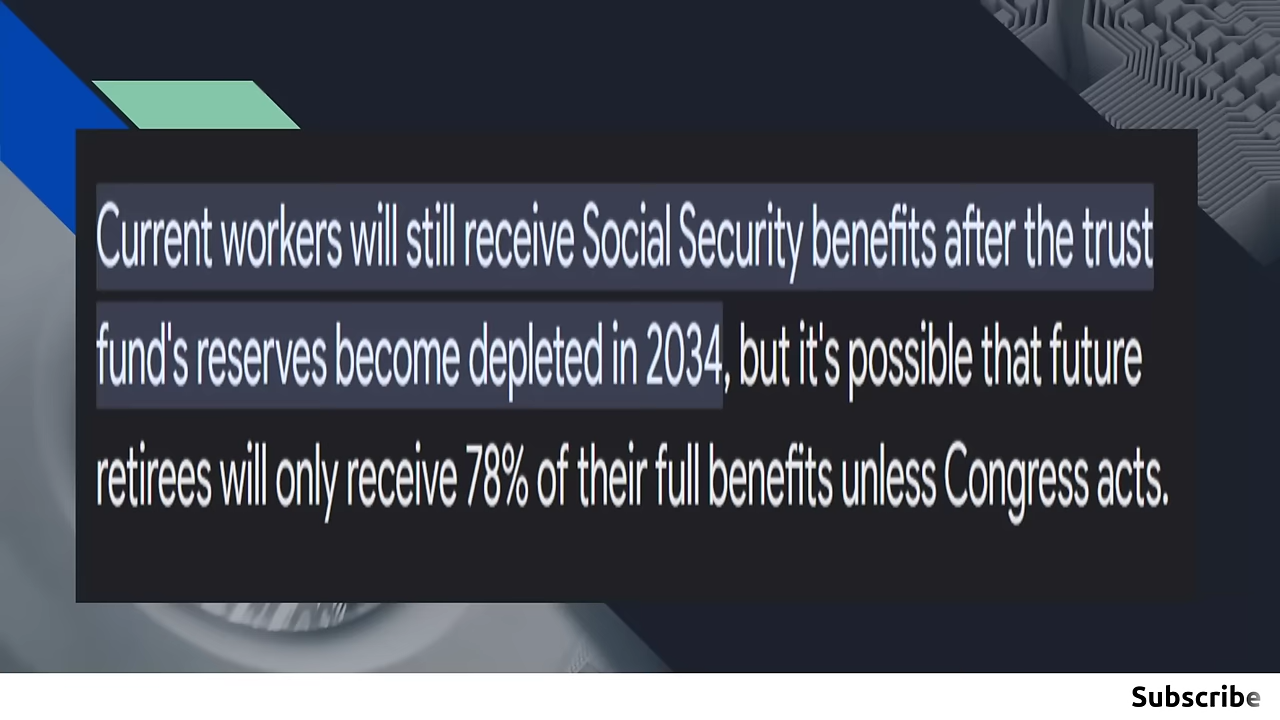 Current workers will still receive Social Security benefits after the trust
fund's reserves become depleted in 2034, but it's possible that future
retirees will only receive 78% of their full benefits unless Congress acts.
Subscribe